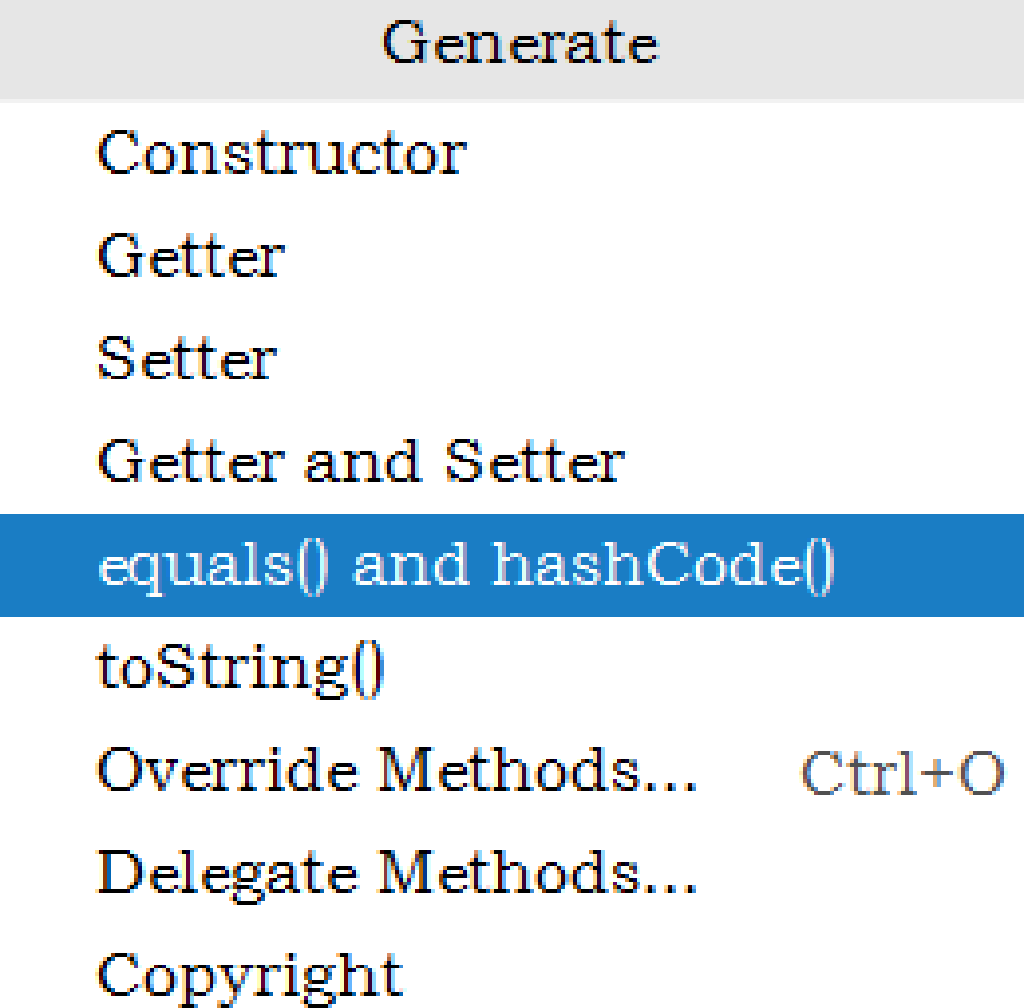 Generate
Constructor
Getter
Setter
Getter and Setter
equals() and hashCode()
toString()
Override Methods... Ctrl+O
Delegate Methods...
Copyright